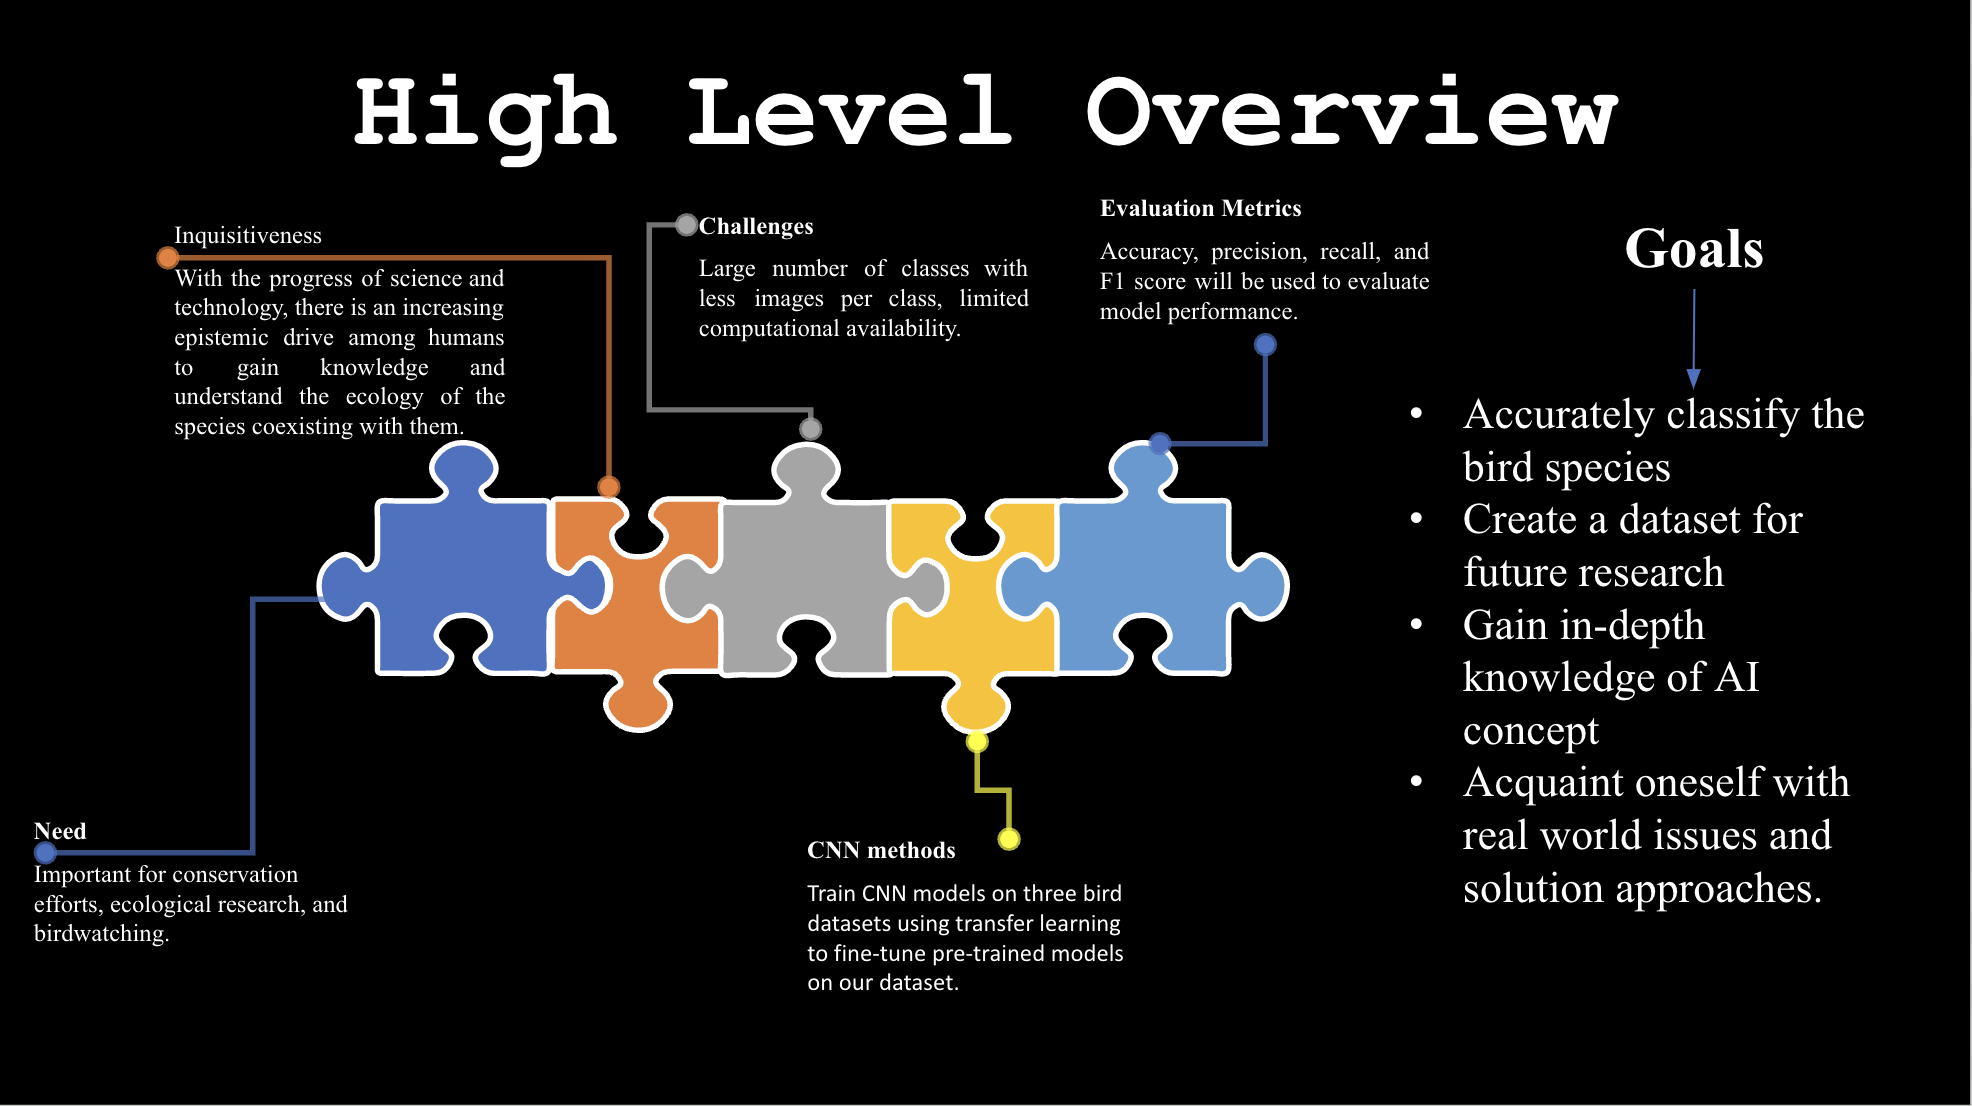 High Level Overview
Inquisitiveness
With the progress of science and
technology, there is an increasing
epistemic drive among humans
to gain knowledge and
understand the ecology of the
species coexisting with them.
Challenges
Large number of classes with
less images per class, limited
computational availability.
Evaluation Metrics
Accuracy, precision, recall, and
F1 score will be used to evaluate
model performance.
Need
Important for conservation
efforts, ecological research, and
birdwatching.
CNN methods
Train CNN models on three bird
datasets using transfer learning
to fine-tune pre-trained models
on our dataset.
Goals
• Accurately classify the
bird species
• Create a dataset for
future research
• Gain in-depth
knowledge of AI
concept
• Acquaint oneself with
real world issues and
solution approaches.